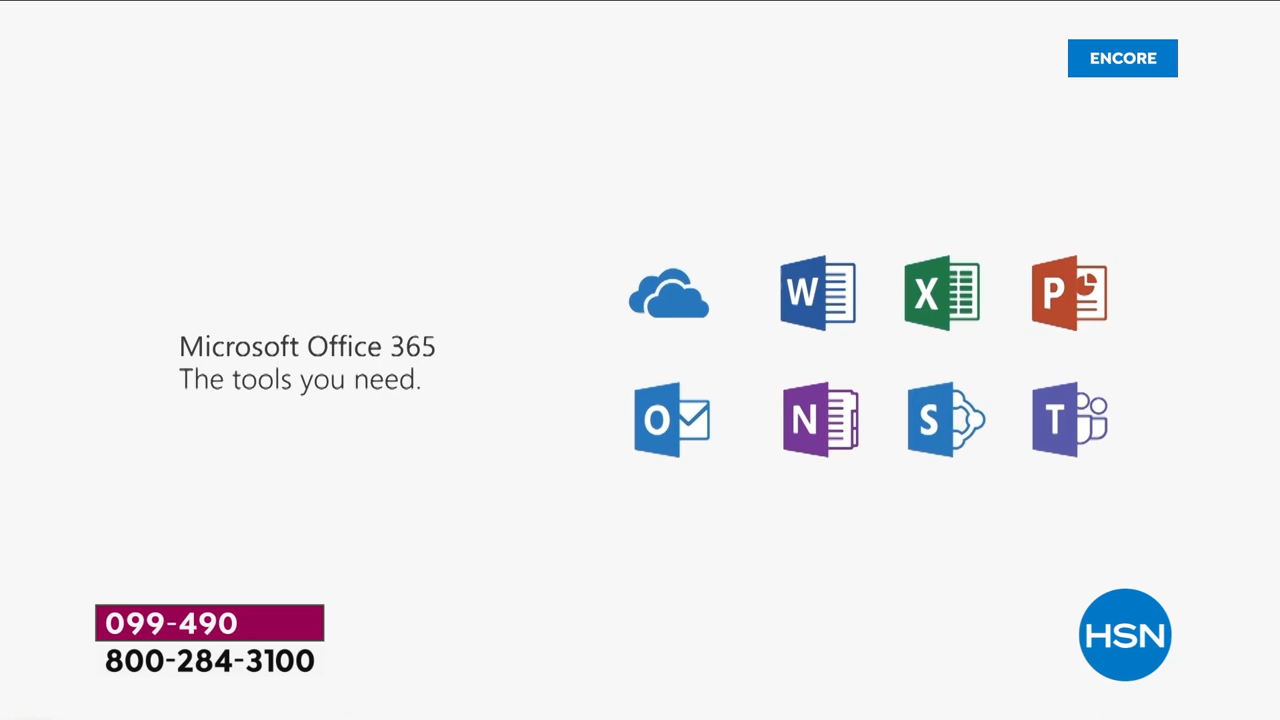 ENCORE
Microsoft Office 365
The tools you need.
W
X
P
O
N
S
T
099-490
800-284-3100
HSN